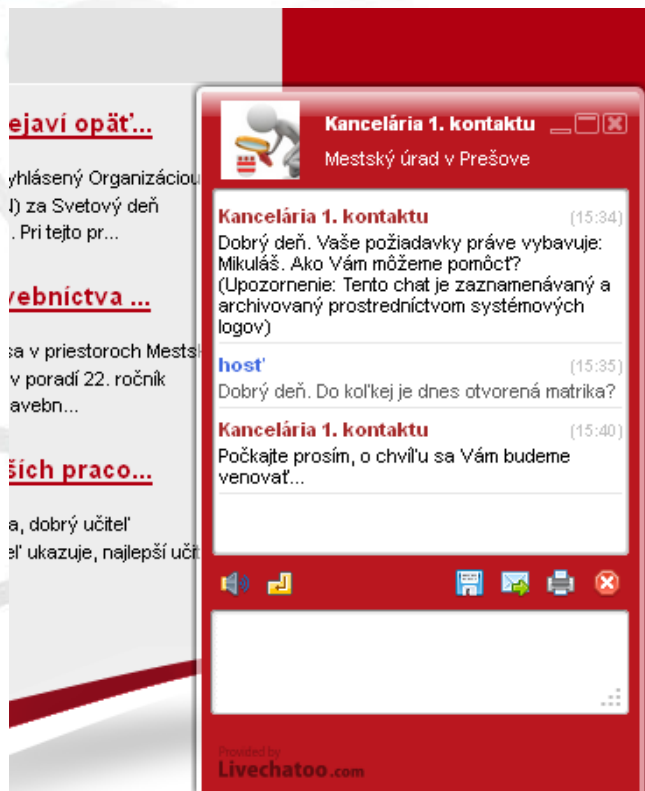 ejaví opäť...
yhlásený Organizáciou
) za Svetový deň
. Pri tejto pr...
vebníctva ...
sa v priestoroch Mests
v poradí 22. ročník
avebn...
ších praco...
a, dobrý učiteľ
eľ ukazuje, najlepší učit
Kancelária 1. kontaktu
Mestský úrad v Prešove
Kancelária 1. kontaktu (15:34)
Dobrý deň. Vaše požiadavky práve vybavuje:
Mikuláš. Ako Vám môžeme pomôcť?
(Upozornenie: Tento chat je zaznamenávaný a
archivovaný prostredníctvom systémových
logov)
hosť (15:35)
Dobrý deň. Do koľkej je dnes otvorená matrika?
Kancelária 1. kontaktu (15:40)
Počkajte prosím, o chvíľu sa Vám budeme
venovať...
Provided by
Livechatoo.com